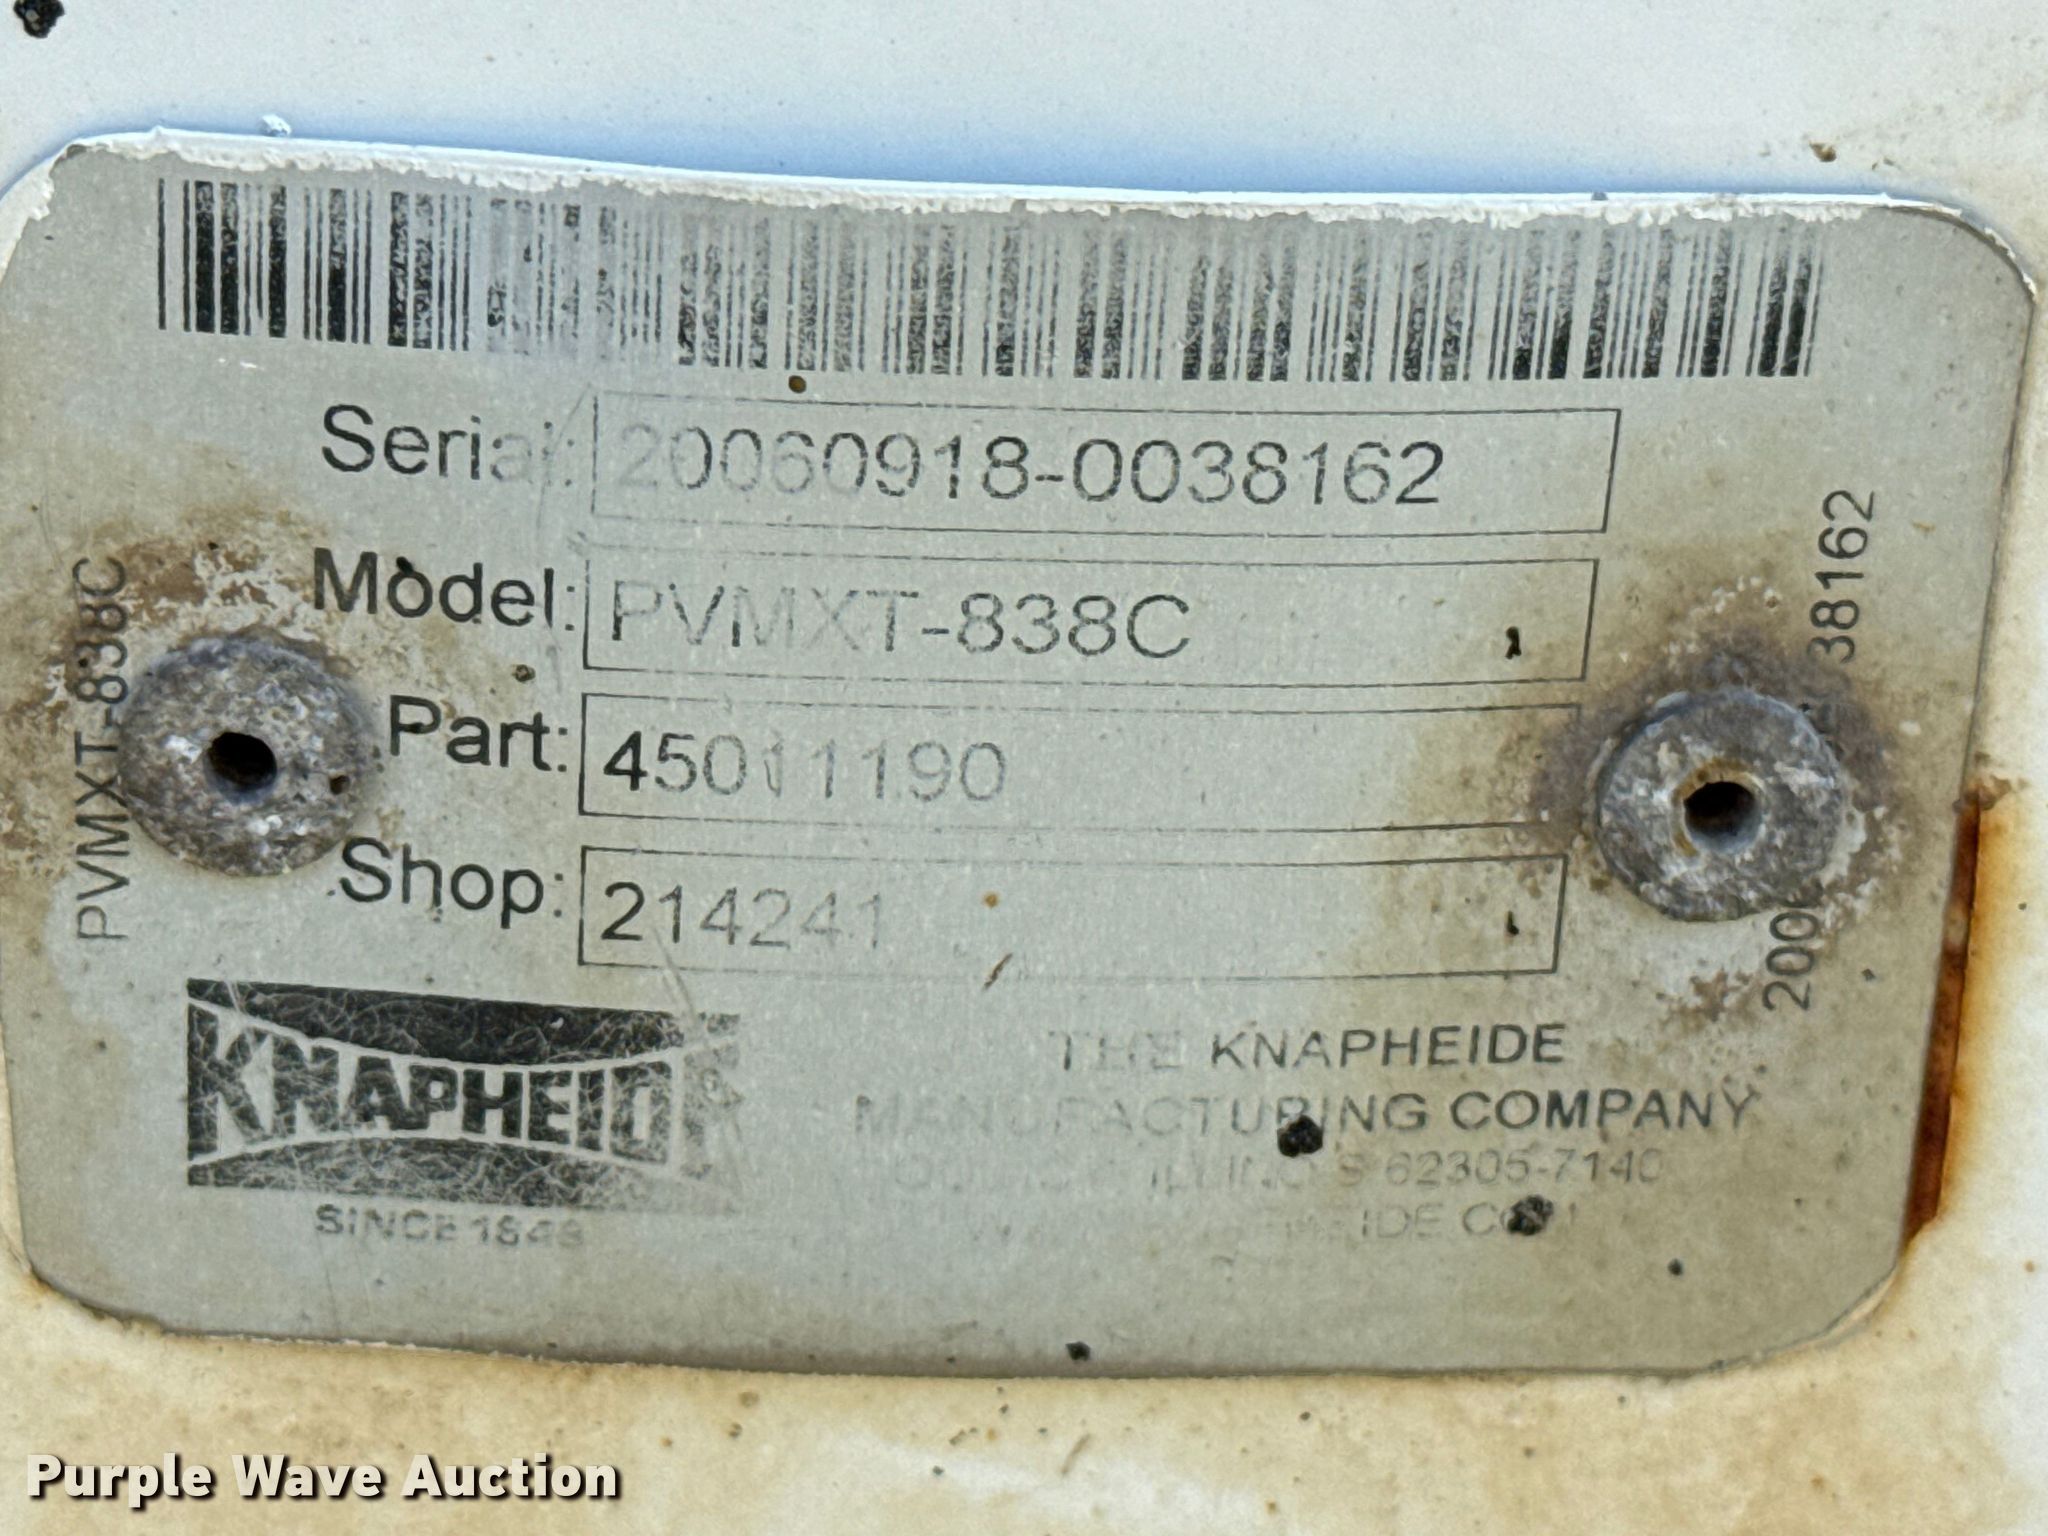 Serial: 20060918-0038162
Model: PVMXT-838C
Part: 45011190
Shop: 214241
PVMXT-838C
38162
KNAPHEIDE
SINCE 1848
THE KNAPHEIDE
MANUFACTURING COMPANY
62305-7140
Purple Wave Auction